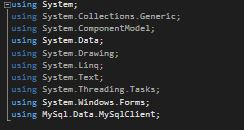 using System;
using System.Collections.Generic;
using System.ComponentModel;
using System.Data;
using System.Drawing;
using System.Linq;
using System.Text;
using System.Threading.Tasks;
using System.Windows.Forms;
using MySql.Data.MySqlClient;